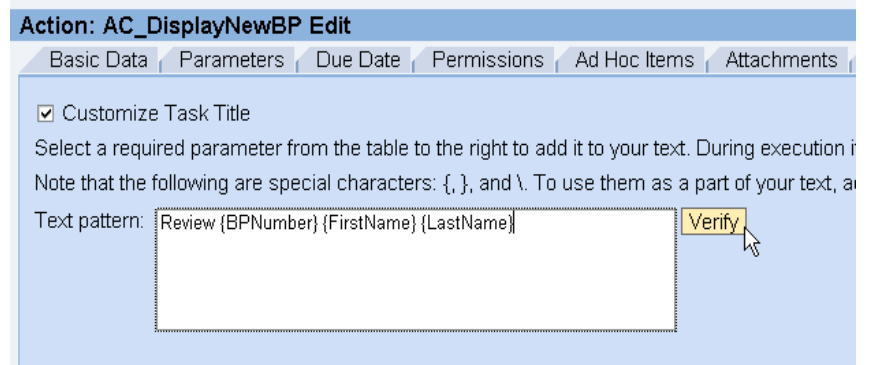 Action: AC_DisplayNewBP Edit
Basic Data Parameters Due Date Permissions Ad Hoc Items Attachments
Customize Task Title
Select a required parameter from the table to the right to add it to your text. During execution
Note that the following are special characters: {, }, and \. To use them as a part of your text,
Text pattern: Review {BPNumber} {FirstName} {LastName} Verify